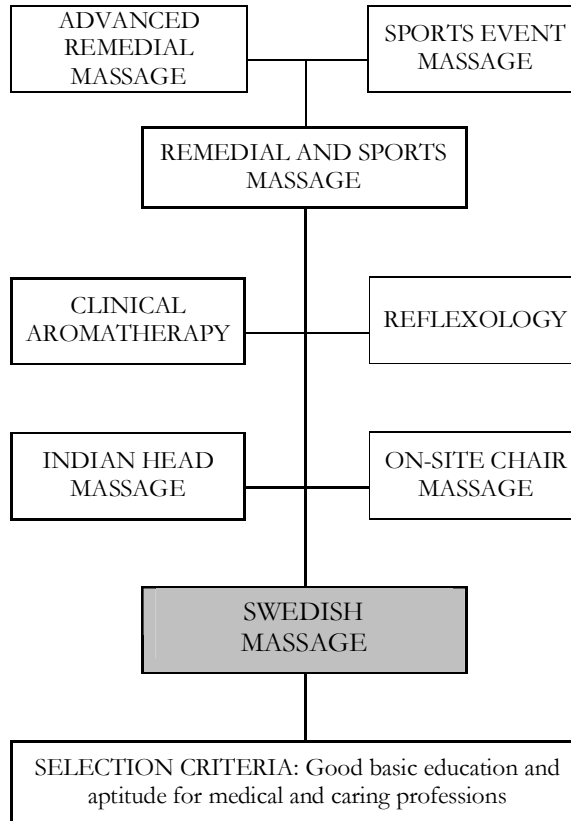 ADVANCED
REMEDIAL
MASSAGE
SPORTS EVENT
MASSAGE
REMEDIAL AND SPORTS
MASSAGE
CLINICAL
AROMATHERAPY
REFLEXOLOGY
INDIAN HEAD
MASSAGE
ON-SITE CHAIR
MASSAGE
SWEDISH
MASSAGE
SELECTION CRITERIA: Good basic education and
aptitude for medical and caring professions